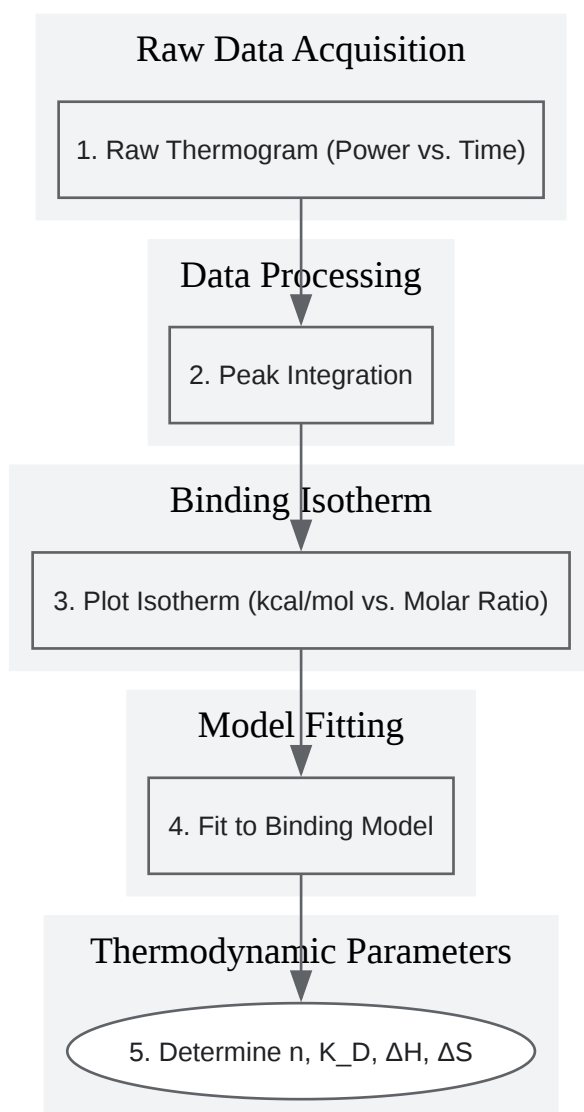 Raw Data Acquisition
1. Raw Thermogram (Power vs. Time)
Data Processing
2. Peak Integration
Binding Isotherm
3. Plot Isotherm (kcal/mol vs. Molar Ratio)
Model Fitting
4. Fit to Binding Model
Thermodynamic Parameters
5. Determine n, K_D, ΔH, ΔS